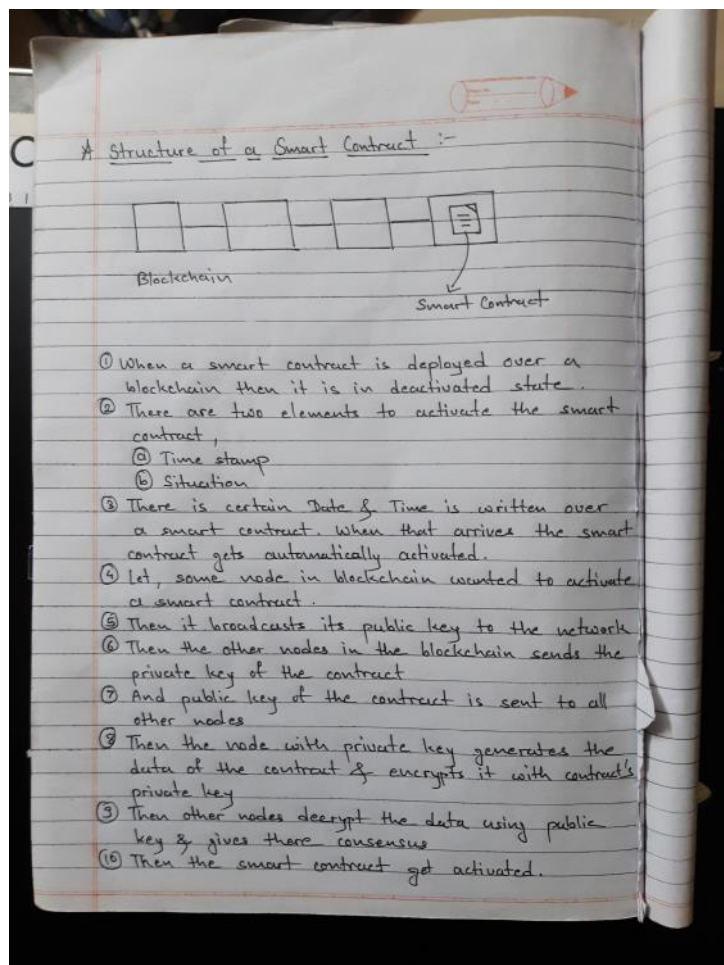 A Structure of a Smart Contract :-
Blockchain
Smart Contract
① When a smart contract is deployed over a
blockchain then it is in deactivated state.
② There are two elements to activate the smart
contract,
ⓐ Time stamp
ⓑ Situation
③ There is certain Date & Time is written over
a smart contract. When that arrives the smart
contract gets automatically activated.
④ Let, some node in blockchain wanted to activate
a smart contract.
⑤ Then it broadcasts its public key to the network
⑥ Then the other nodes in the blockchain sends the
private key of the contract
⑦ And public key of the contract is sent to all
other nodes
⑧ Then the node with private key generates the
data of the contract & encrypts it with contract's
private key
⑨ Then other nodes decrypt the data using public
key & gives there consensus
⑩ Then the smart contract get activated.